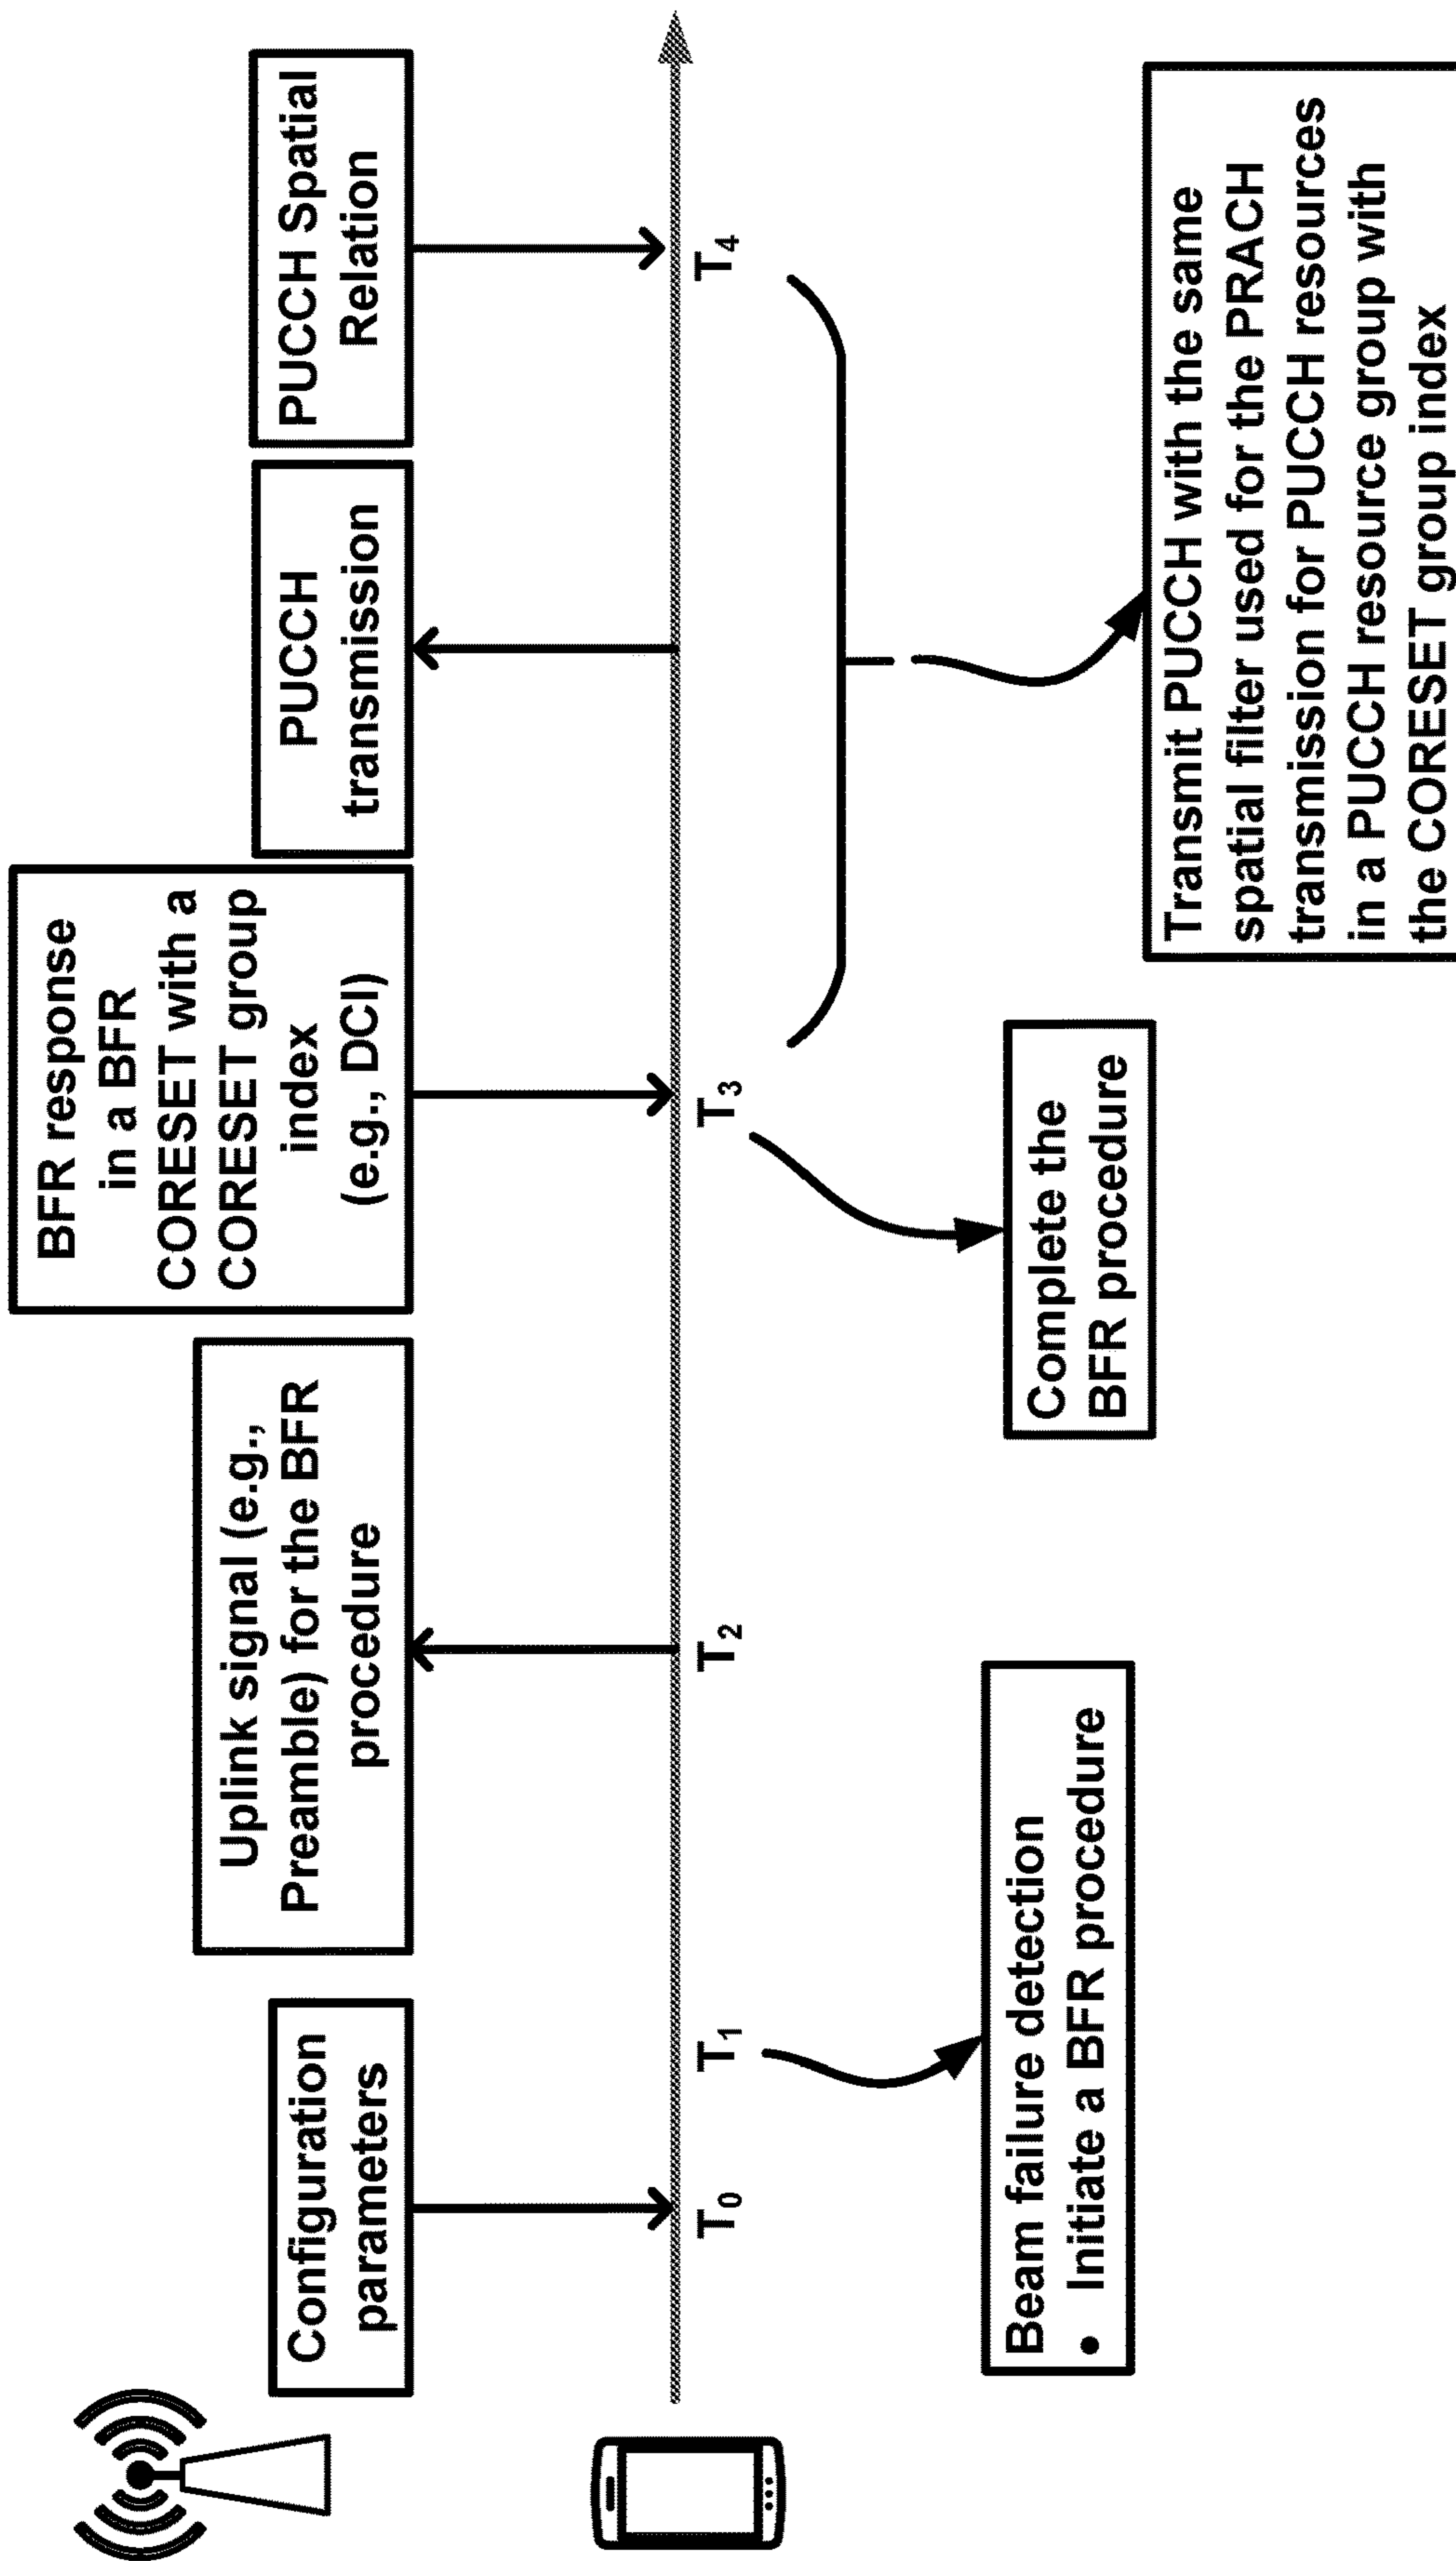 Configuration
parameters
Uplink signal (e.g.,
Preamble) for the BFR
procedure
BFR response
in a BFR
CORESET with a
CORESET group
index
(e.g., DCI)
PUCCH
transmission
PUCCH Spatial
Relation
T0
T1
T2
T3
T4
Beam failure detection
• Initiate a BFR procedure
Complete the
BFR procedure
Transmit PUCCH with the same
spatial filter used for the PRACH
transmission for PUCCH resources
in a PUCCH resource group with
the CORESET group index